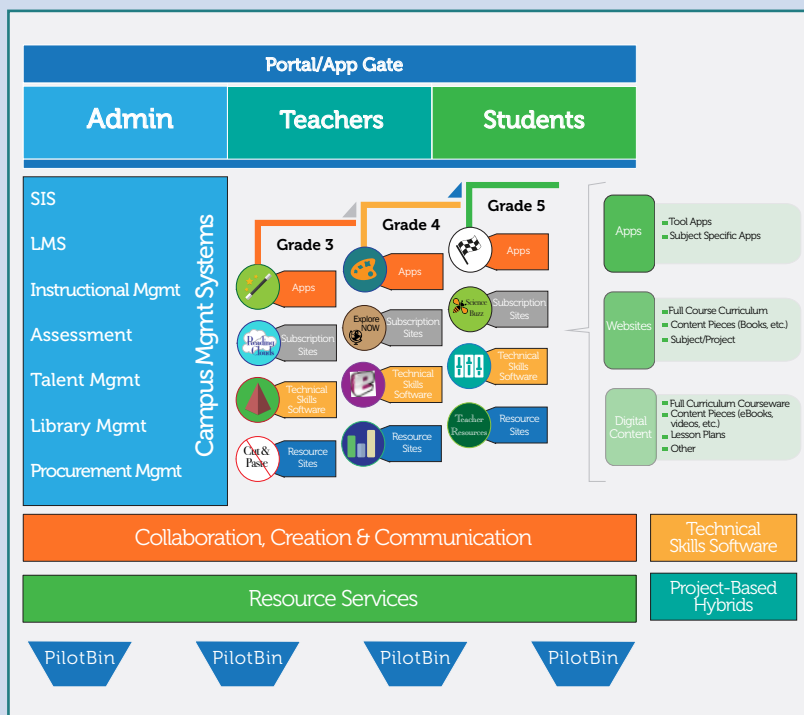 Portal/App Gate
Admin
Teachers
Students
SIS
LMS
Instructional Mgmt
Assessment
Talent Mgmt
Library Mgmt
Procurement Mgmt
Campus Mgmt Systems
Grade 3
Apps
Reading
Clouds
Subscription
Sites
Technical
Skills
Software
Cut &
Paste
Resource
Sites
Grade 4
Apps
Explore
NOW
Subscription
Sites
Technical
Skills
Software
Resource
Sites
Grade 5
Apps
Science
Buzz
Subscription
Sites
Technical
Skills
Software
Teacher
Resources
Resource
Sites
Apps
Tool Apps
Subject Specific Apps
Websites
Full Course Curriculum
Content Pieces (Books, etc.)
Subject/Project
Digital
Content
Full Curriculum Courseware
Content Pieces (eBooks,
videos, etc.)
Lesson Plans
Other
Collaboration, Creation & Communication
Technical
Skills Software
Resource Services
Project-Based
Hybrids
PilotBin
PilotBin
PilotBin
PilotBin